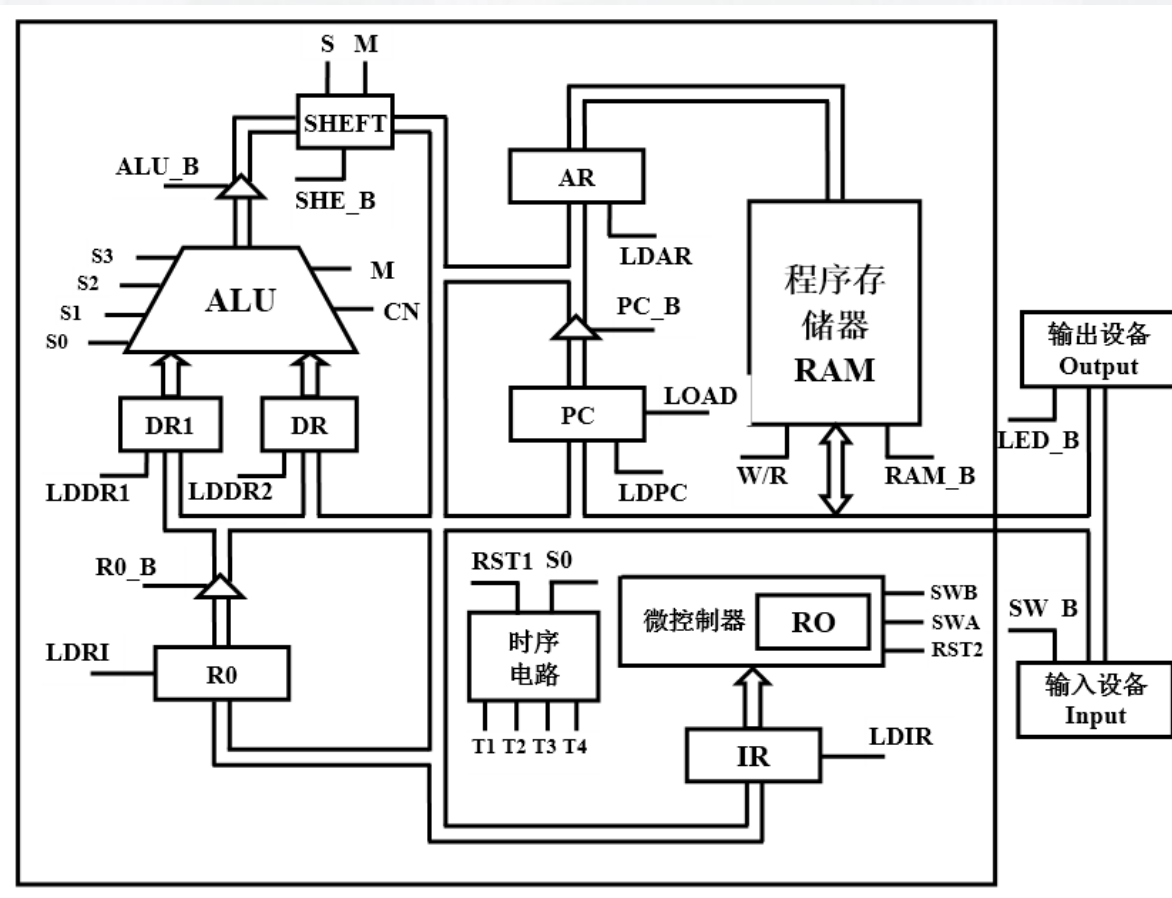 S M
SHEFT
ALU_B
SHE_B
AR
LDAR
S3
S2
S1
S0
ALU
M
CN
PC_B
程序存
储器
RAM
输出设备
Output
DR1
DR
PC
LOAD
LED_B
LDDR1
LDDR2
LDPC
W/R
RAM_B
R0_B
RST1 S0
SWB
SWA
RST2
微控制器
RO
SW B
时序
电路
LDRI
R0
输入设备
Input
T1 T2 T3 T4
IR
LDIR